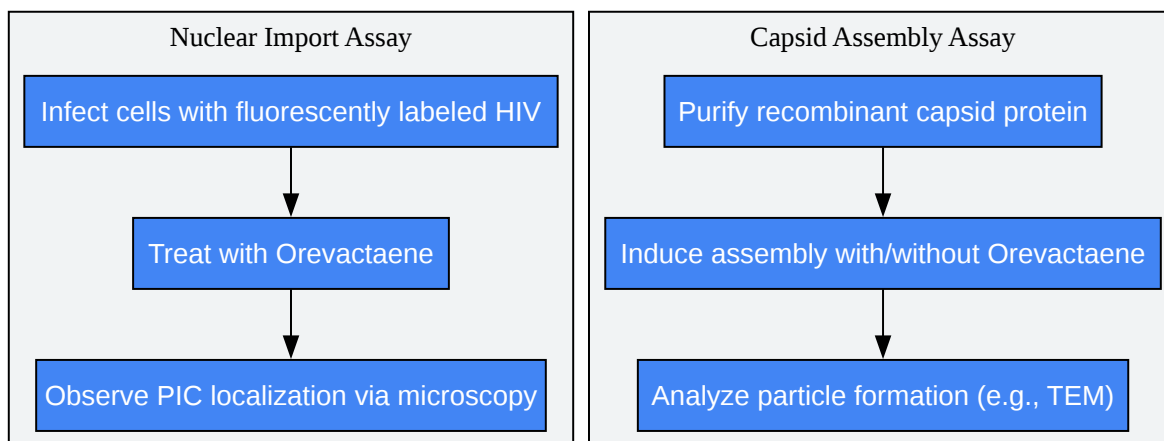 Nuclear Import Assay
Infect cells with fluorescently labeled HIV
Treat with Orevactaene
Observe PIC localization via microscopy
Capsid Assembly Assay
Purify recombinant capsid protein
Induce assembly with/without Orevactaene
Analyze particle formation (e.g., TEM)